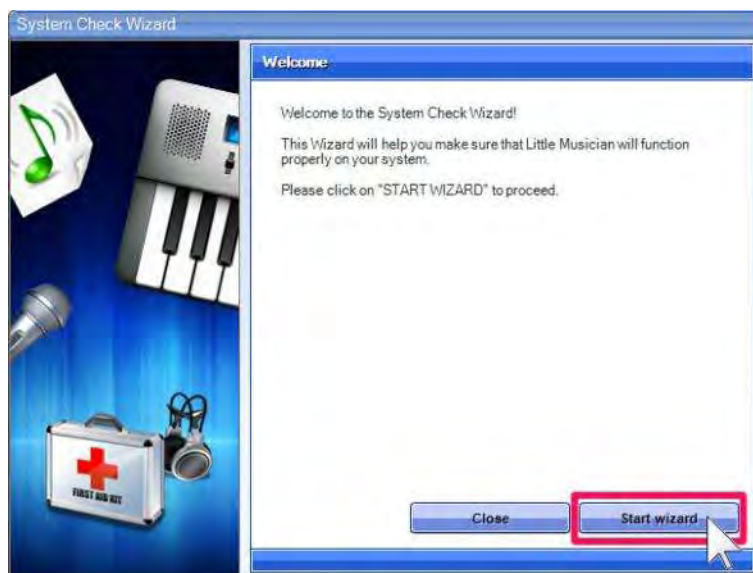 System Check Wizard
Welcome
Welcome to the System Check Wizard!
This Wizard will help you make sure that Little Musician will function
properly on your system.
Please click on "START WIZARD" to proceed.
FIRST AID KIT
Close
Start wizard